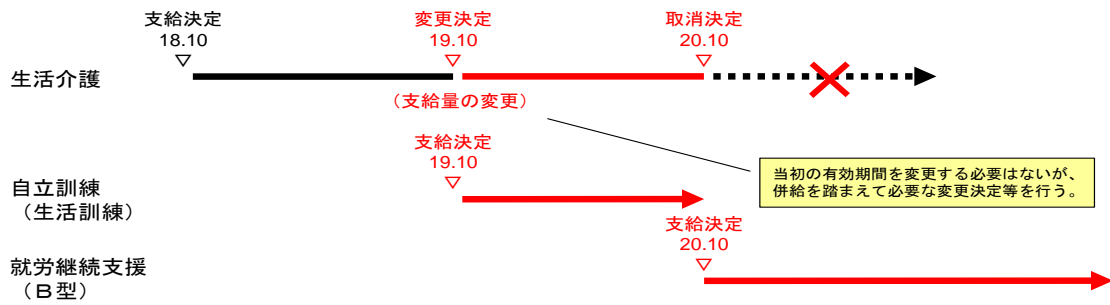 支給決定
18.10
変更決定
19.10
取消決定
20.10
生活介護
（支給量の変更）
支給決定
19.10
当初の有効期間を変更する必要はないが、
併給を踏まえて必要な変更決定等を行う。
自立訓練
（生活訓練）
支給決定
20.10
就労継続支援
（Ｂ型）